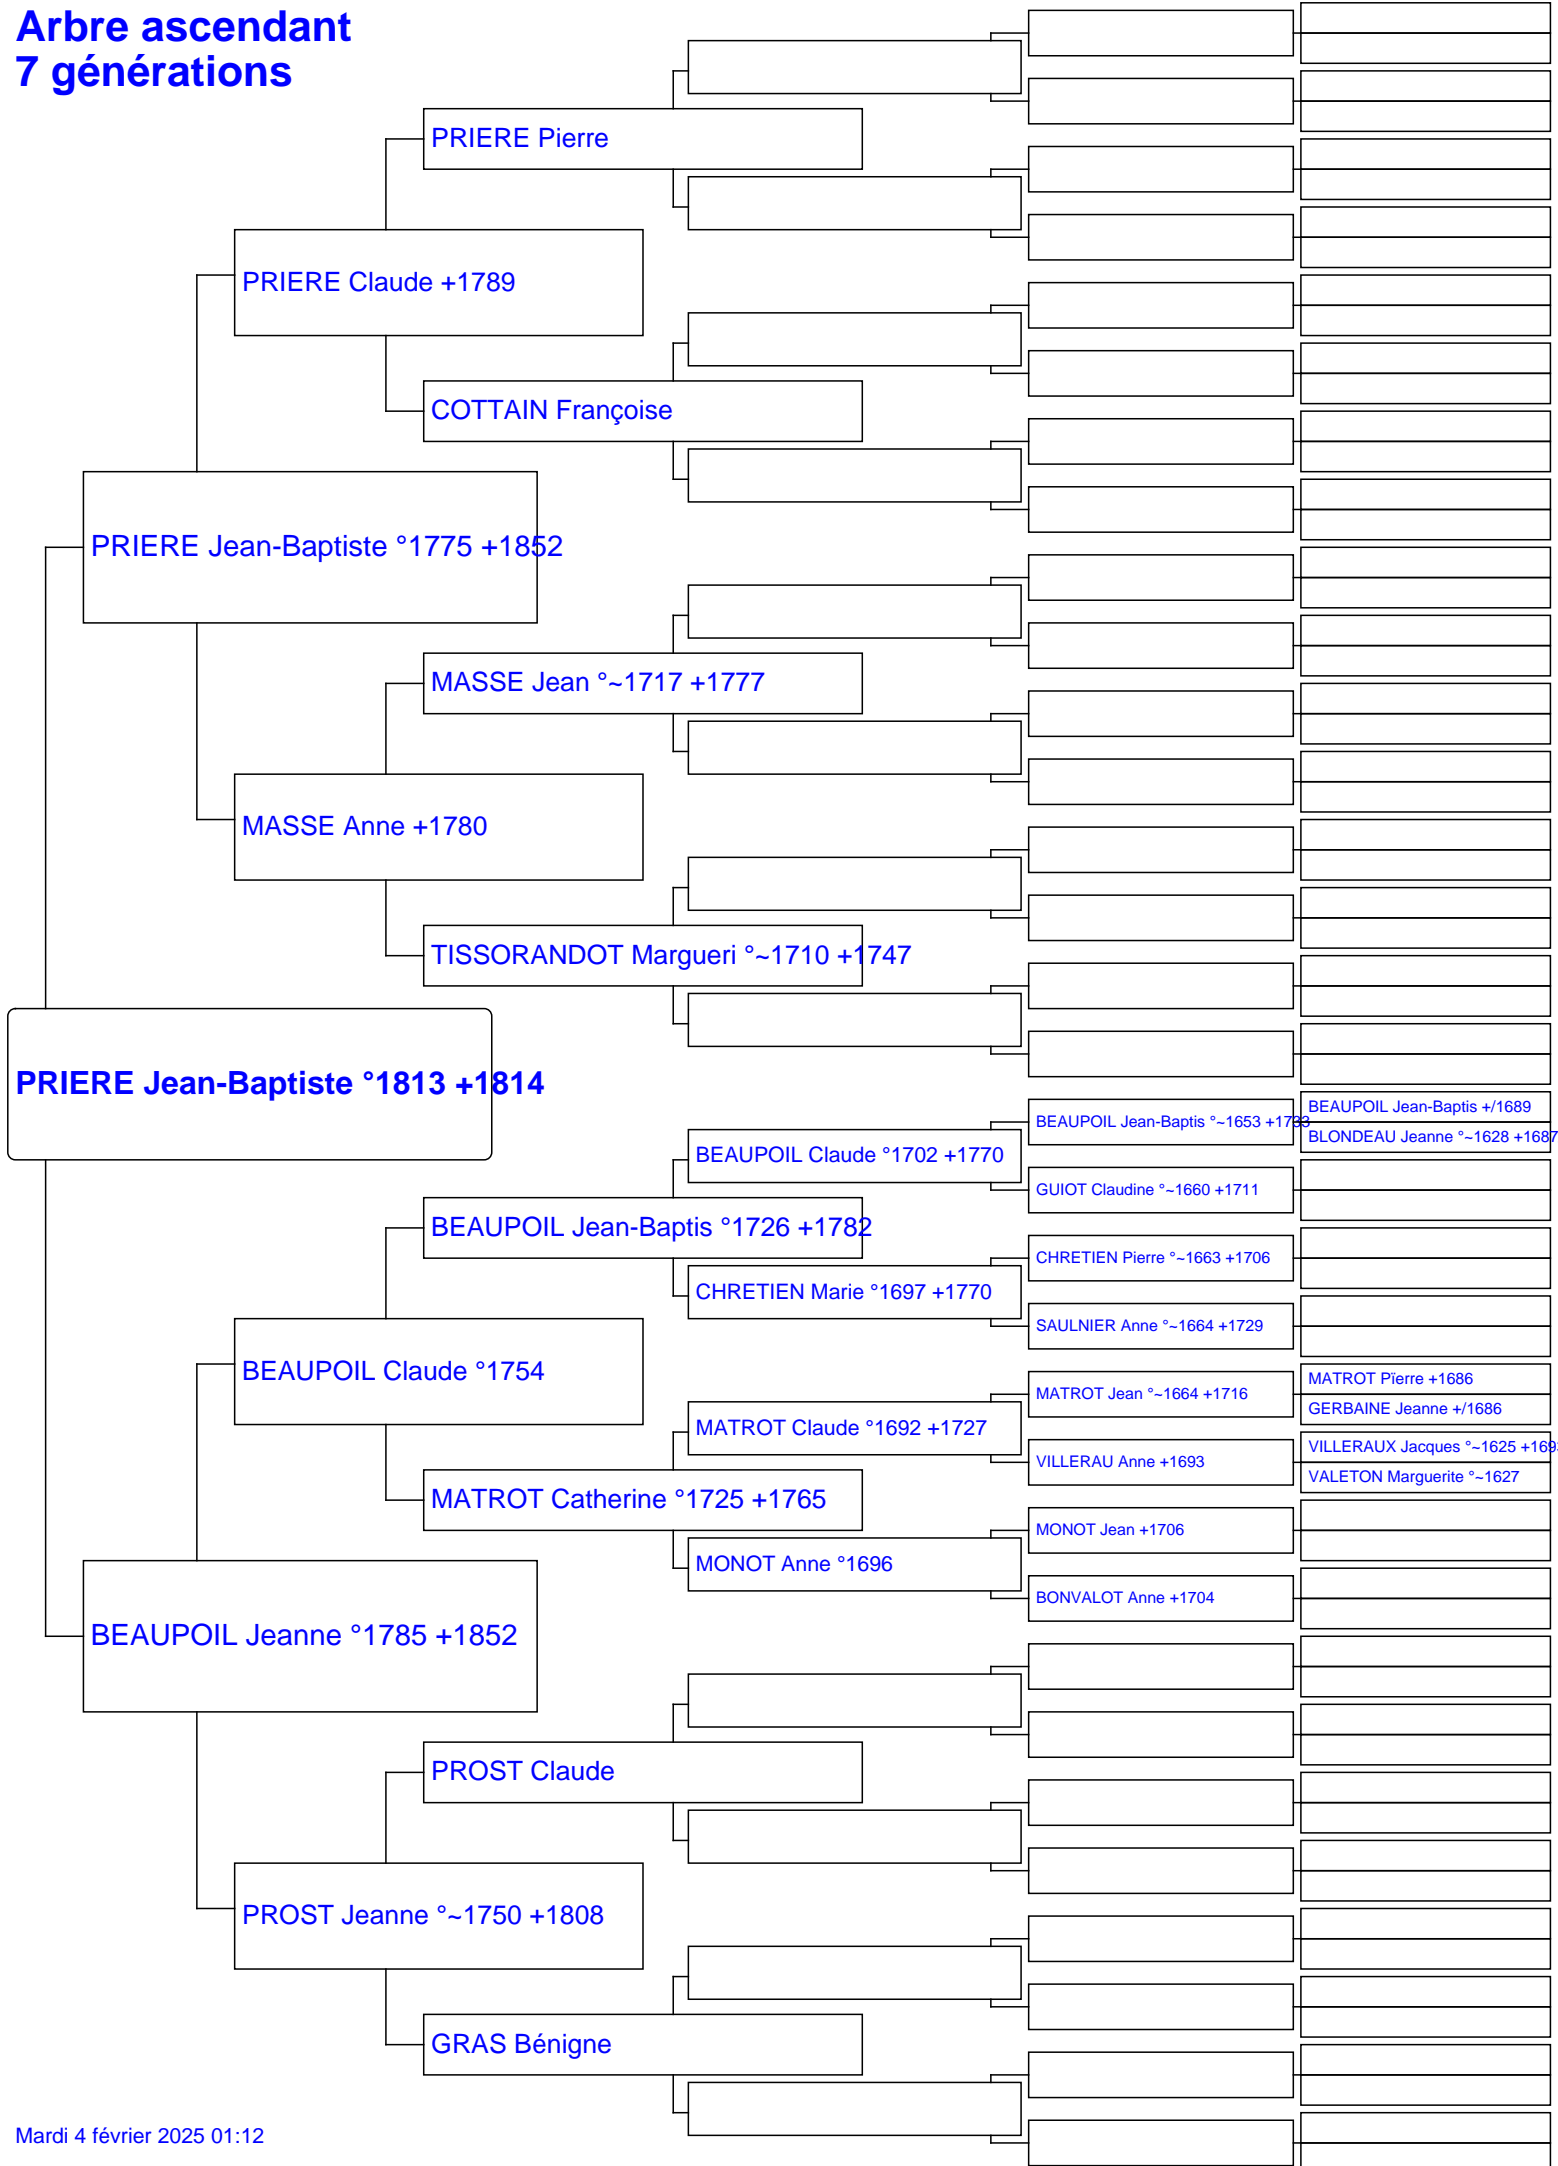 Arbre ascendant
7 générations
PRIERE Pierre
PRIERE Claude +1789
COTTAIN Françoise
PRIERE Jean-Baptiste °1775 +1852
MASSE Jean °~1717 +1777
MASSE Anne +1780
TISSORANDOT Margueri °~1710 +1747
PRIERE Jean-Baptiste °1813 +1814
BEAUPOIL Jean-Baptis +/1689
BEAUPOIL Jean-Baptis °~1653 +1733
BLONDEAU Jeanne °~1628 +1687
BEAUPOIL Claude °1702 +1770
GUIOT Claudine °~1660 +1711
BEAUPOIL Jean-Baptis °1726 +1782
CHRETIEN Pierre °~1663 +1706
CHRETIEN Marie °1697 +1770
SAULNIER Anne °~1664 +1729
BEAUPOIL Claude °1754
MATROT Pïerre +1686
MATROT Jean °~1664 +1716
GERBAINE Jeanne +/1686
MATROT Claude °1692 +1727
VILLERAUX Jacques °~1625 +169
VILLERAU Anne +1693
VALETON Marguerite °~1627
MATROT Catherine °1725 +1765
MONOT Jean +1706
MONOT Anne °1696
BONVALOT Anne +1704
BEAUPOIL Jeanne °1785 +1852
PROST Claude
PROST Jeanne °~1750 +1808
GRAS Bénigne
Mardi 4 février 2025 01:12